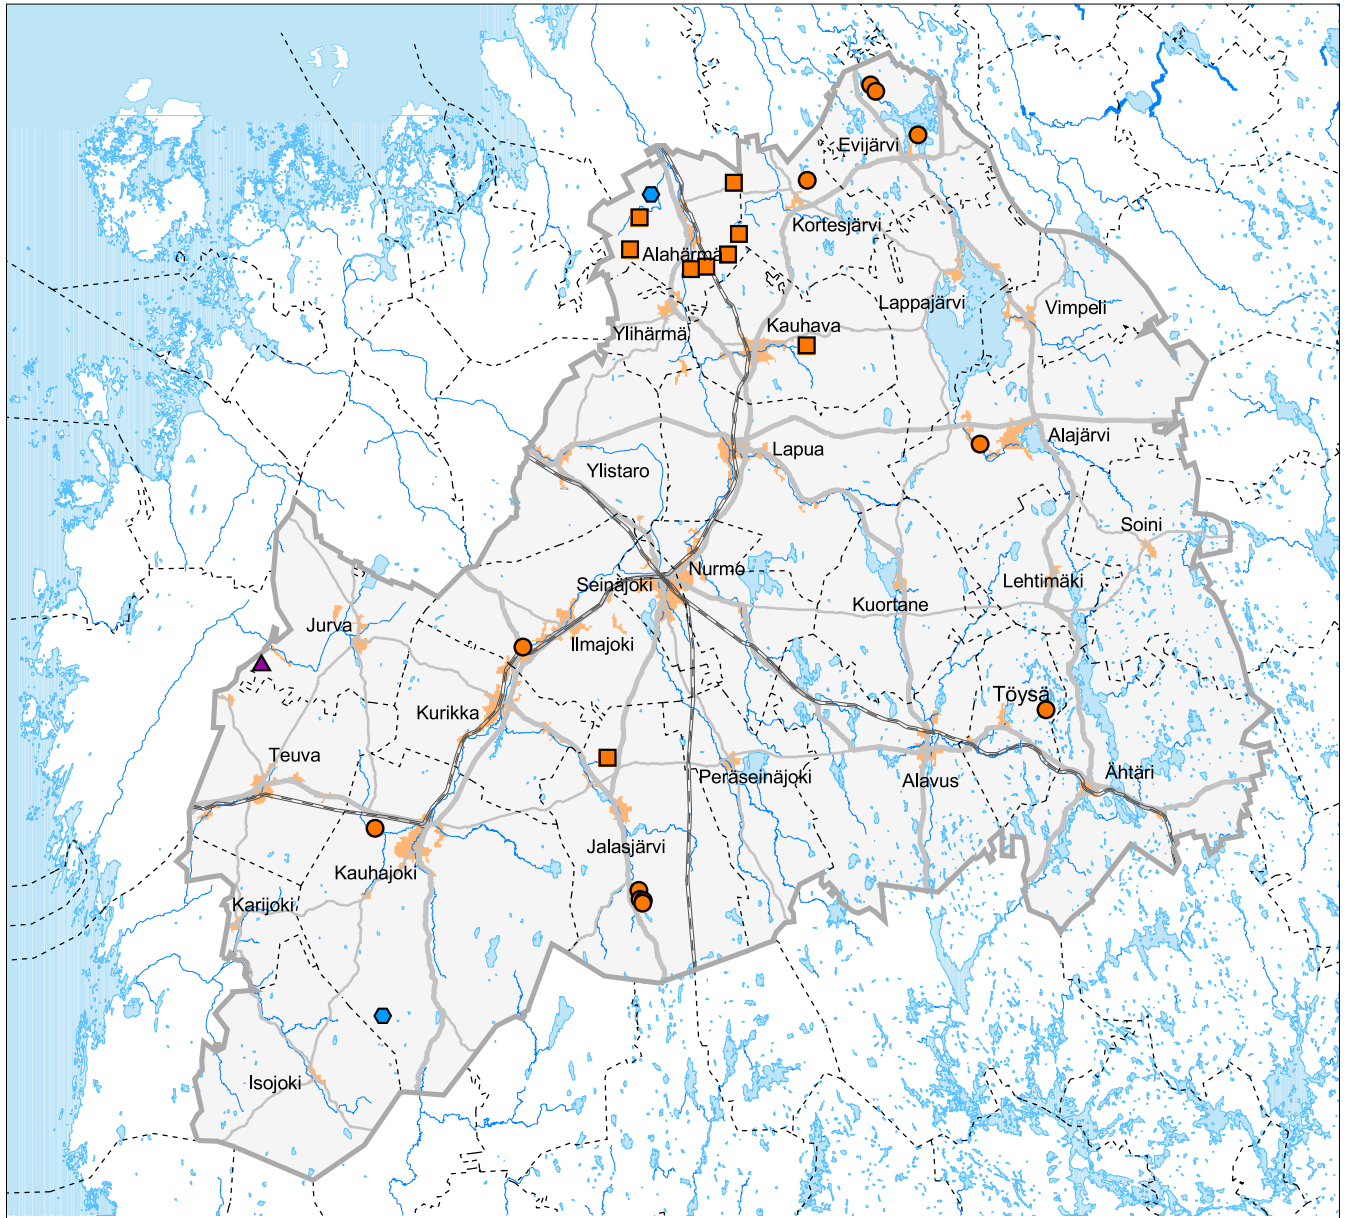 Evijärvi
Kortesjärvi
Alahärmä
Lappajärvi
Vimpeli
Kauhava
Ylihärmä
Alajärvi
Lapua
Ylistaro
Soini
Nurmo
Lehtimäki
Seinäjoki
Kuortane
Jurva
Ilmajoki
Töysä
Kurikka
Teuva
Ähtäri
Peräseinäjoki
Alavus
Jalasjärvi
Kauhajoki
Karijoki
Isojoki